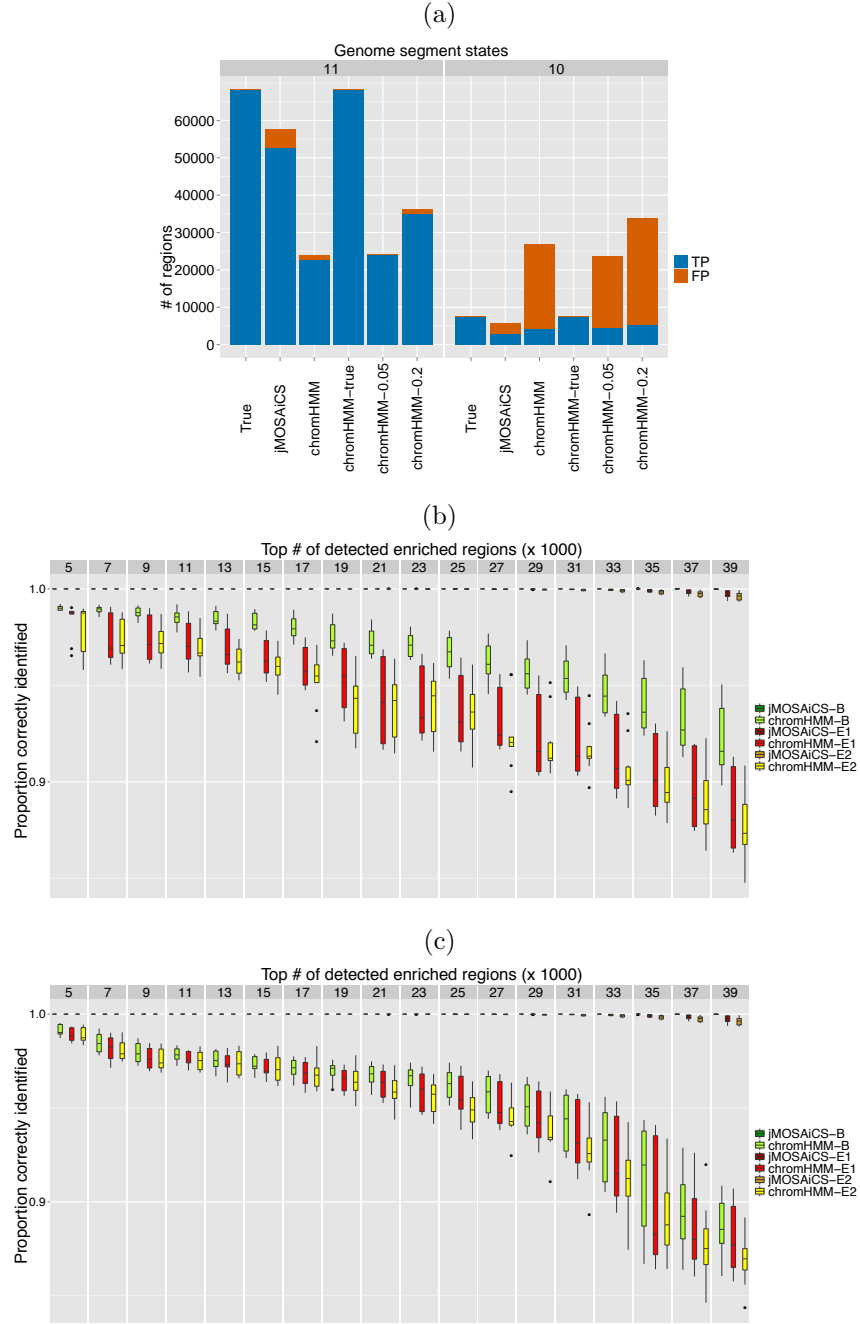 (a)
Genome segment states
11 10
60000
50000
40000
30000
20000
10000
0
# of regions
TP
FP
True
jMOSAiCS
chromHMM
chromHMM−true
chromHMM−0.05
chromHMM−0.2
True
jMOSAiCS
chromHMM
chromHMM−true
chromHMM−0.05
chromHMM−0.2
(b)
Top # of detected enriched regions (x 1000)
5 7 9 11 13 15 17 19 21 23 25 27 29 31 33 35 37 39
1.0
0.9
Proportion correctly identified
jMOSAiCS−B
chromHMM−B
jMOSAiCS−E1
chromHMM−E1
jMOSAiCS−E2
chromHMM−E2
(c)
Top # of detected enriched regions (x 1000)
5 7 9 11 13 15 17 19 21 23 25 27 29 31 33 35 37 39
1.0
0.9
Proportion correctly identified
jMOSAiCS−B
chromHMM−B
jMOSAiCS−E1
chromHMM−E1
jMOSAiCS−E2
chromHMM−E2